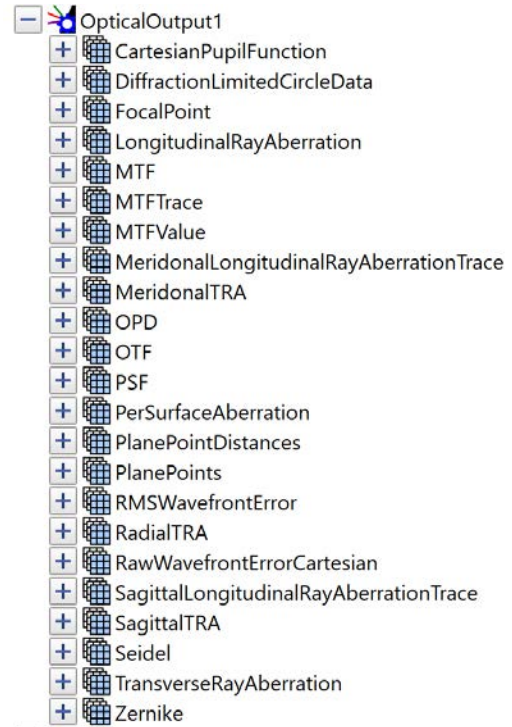 OpticalOutput1
CartesianPupilFunction
DiffractionLimitedCircleData
FocalPoint
LongitudinalRayAberration
MTF
MTFTrace
MTFValue
MeridonalLongitudinalRayAberrationTrace
MeridonalTRA
OPD
OTF
PSF
PerSurfaceAberration
PlanePointDistances
PlanePoints
RMSWavefrontError
RadialTRA
RawWavefrontErrorCartesian
SagittalLongitudinalRayAberrationTrace
SagittalTRA
Seidel
TransverseRayAberration
Zernike